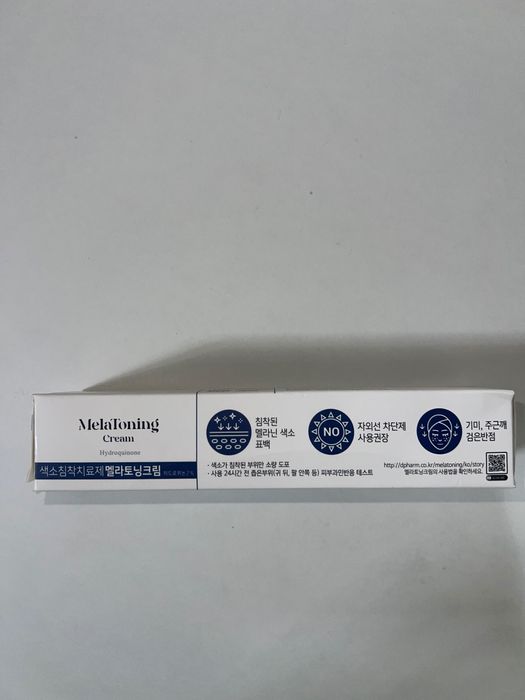 MelaToning
Cream
Hydroquinone
색소침착치료제 멜라토닝크림
침착된
멜라닌 색소
표백
NO
자외선 차단제
사용권장
기미, 주근깨
검은반점
· 색소가 침착된 부위만 소량 도포
· 사용 24시간 전 좁은부위(귀 뒤, 팔 안쪽 등) 피부과민반응 테스트
http://dpharm.co.kr/melatoning/ko/story
멜라토닝크림의 사용법을 확인하세요.